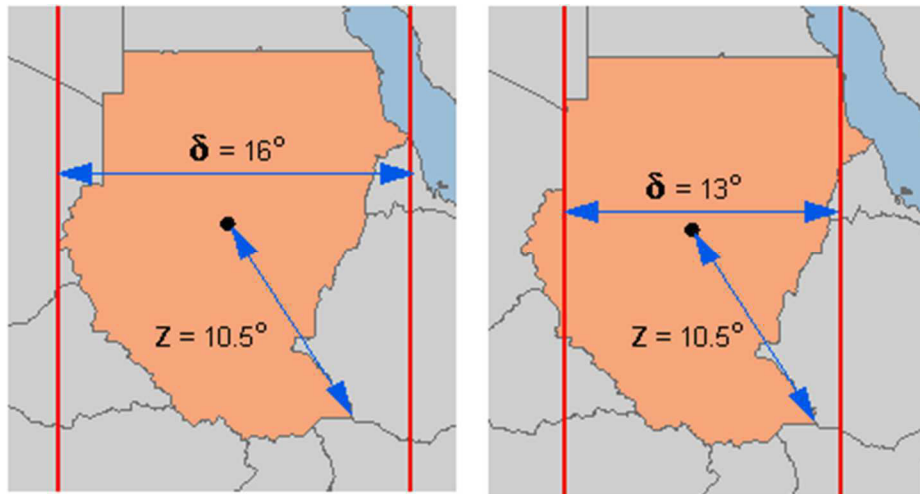 δ = 16°
Z = 10.5°
δ = 13°
Z = 10.5°